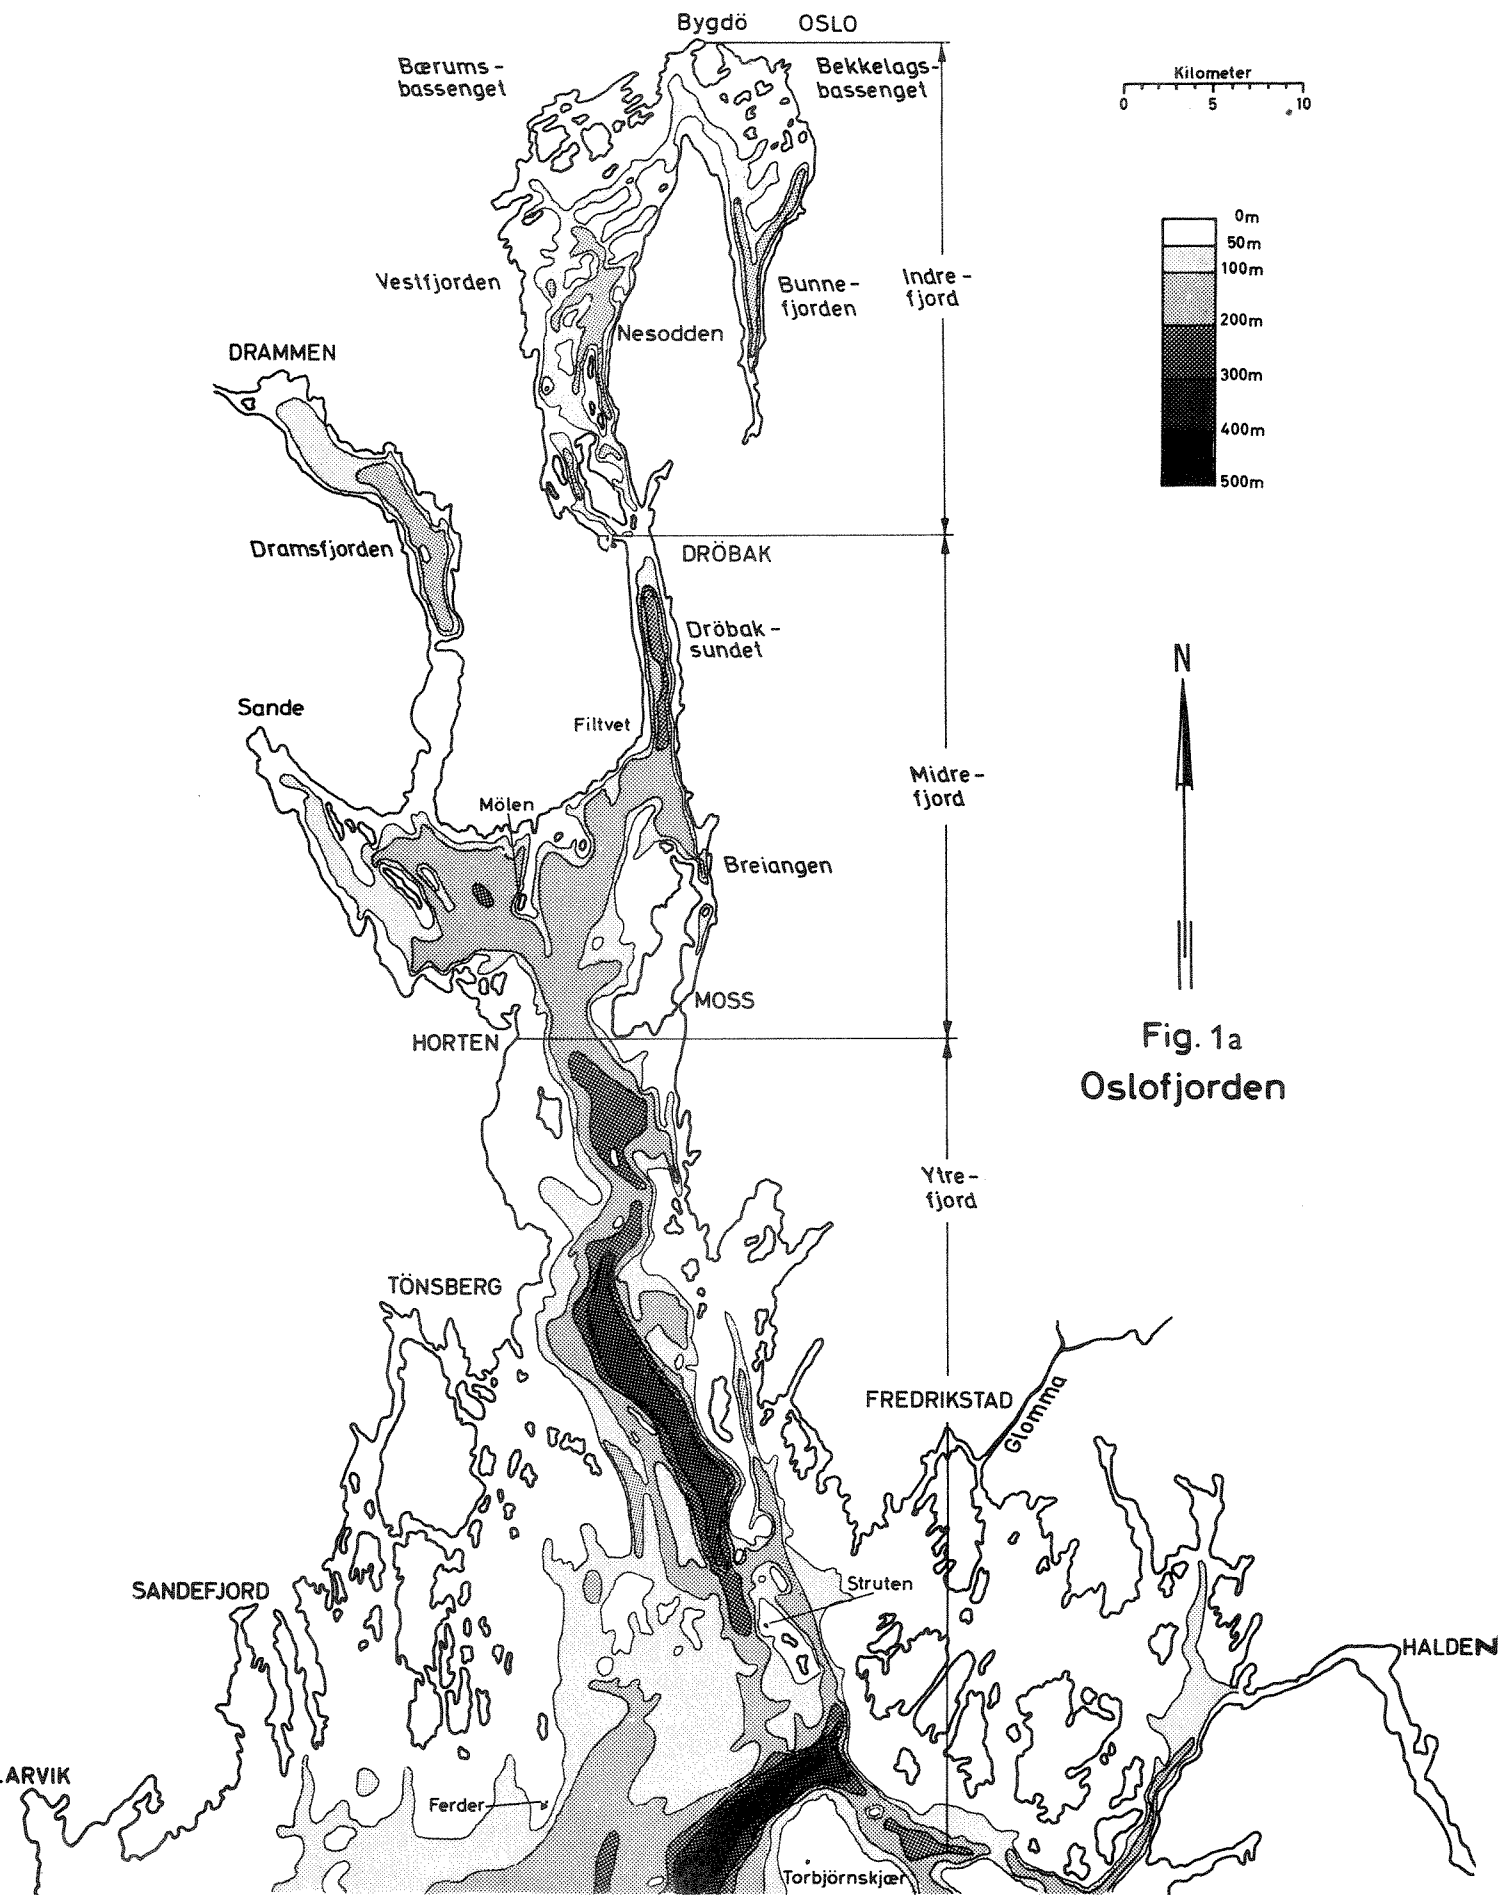 Bygdö OSLO
Bærums-
bassenget
Bekkelags-
bassenget
Kilometer
0 5 10
0m
50m
100m
200m
300m
400m
500m
Vestfjorden
Bunne-
fjorden
Indre-
fjord
Nesodden
DRAMMEN
Dramsfjorden
DRÖBAK
Dröbak-
sundet
N
Sande
Filtvet
Midre-
fjord
Mölen
Breiangen
MOSS
HORTEN
Fig. 1a
Oslofjorden
Ytre-
fjord
TÖNSBERG
FREDRIKSTAD
Glomma
SANDEFJORD
Struten
HALDEN
ARVIK
Ferder
Torbjörnskjær